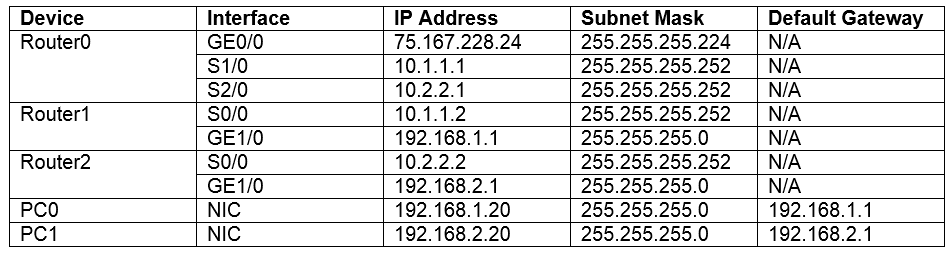 Device Interface IP Address Subnet Mask Default Gateway
Router0 GE0/0 75.167.228.24 255.255.255.224 N/A
S1/0 10.1.1.1 255.255.255.252 N/A
S2/0 10.2.2.1 255.255.255.252 N/A
Router1 S0/0 10.1.1.2 255.255.255.252 N/A
GE1/0 192.168.1.1 255.255.255.0 N/A
Router2 S0/0 10.2.2.2 255.255.255.252 N/A
GE1/0 192.168.2.1 255.255.255.0 N/A
PC0 NIC 192.168.1.20 255.255.255.0 192.168.1.1
PC1 NIC 192.168.2.20 255.255.255.0 192.168.2.1